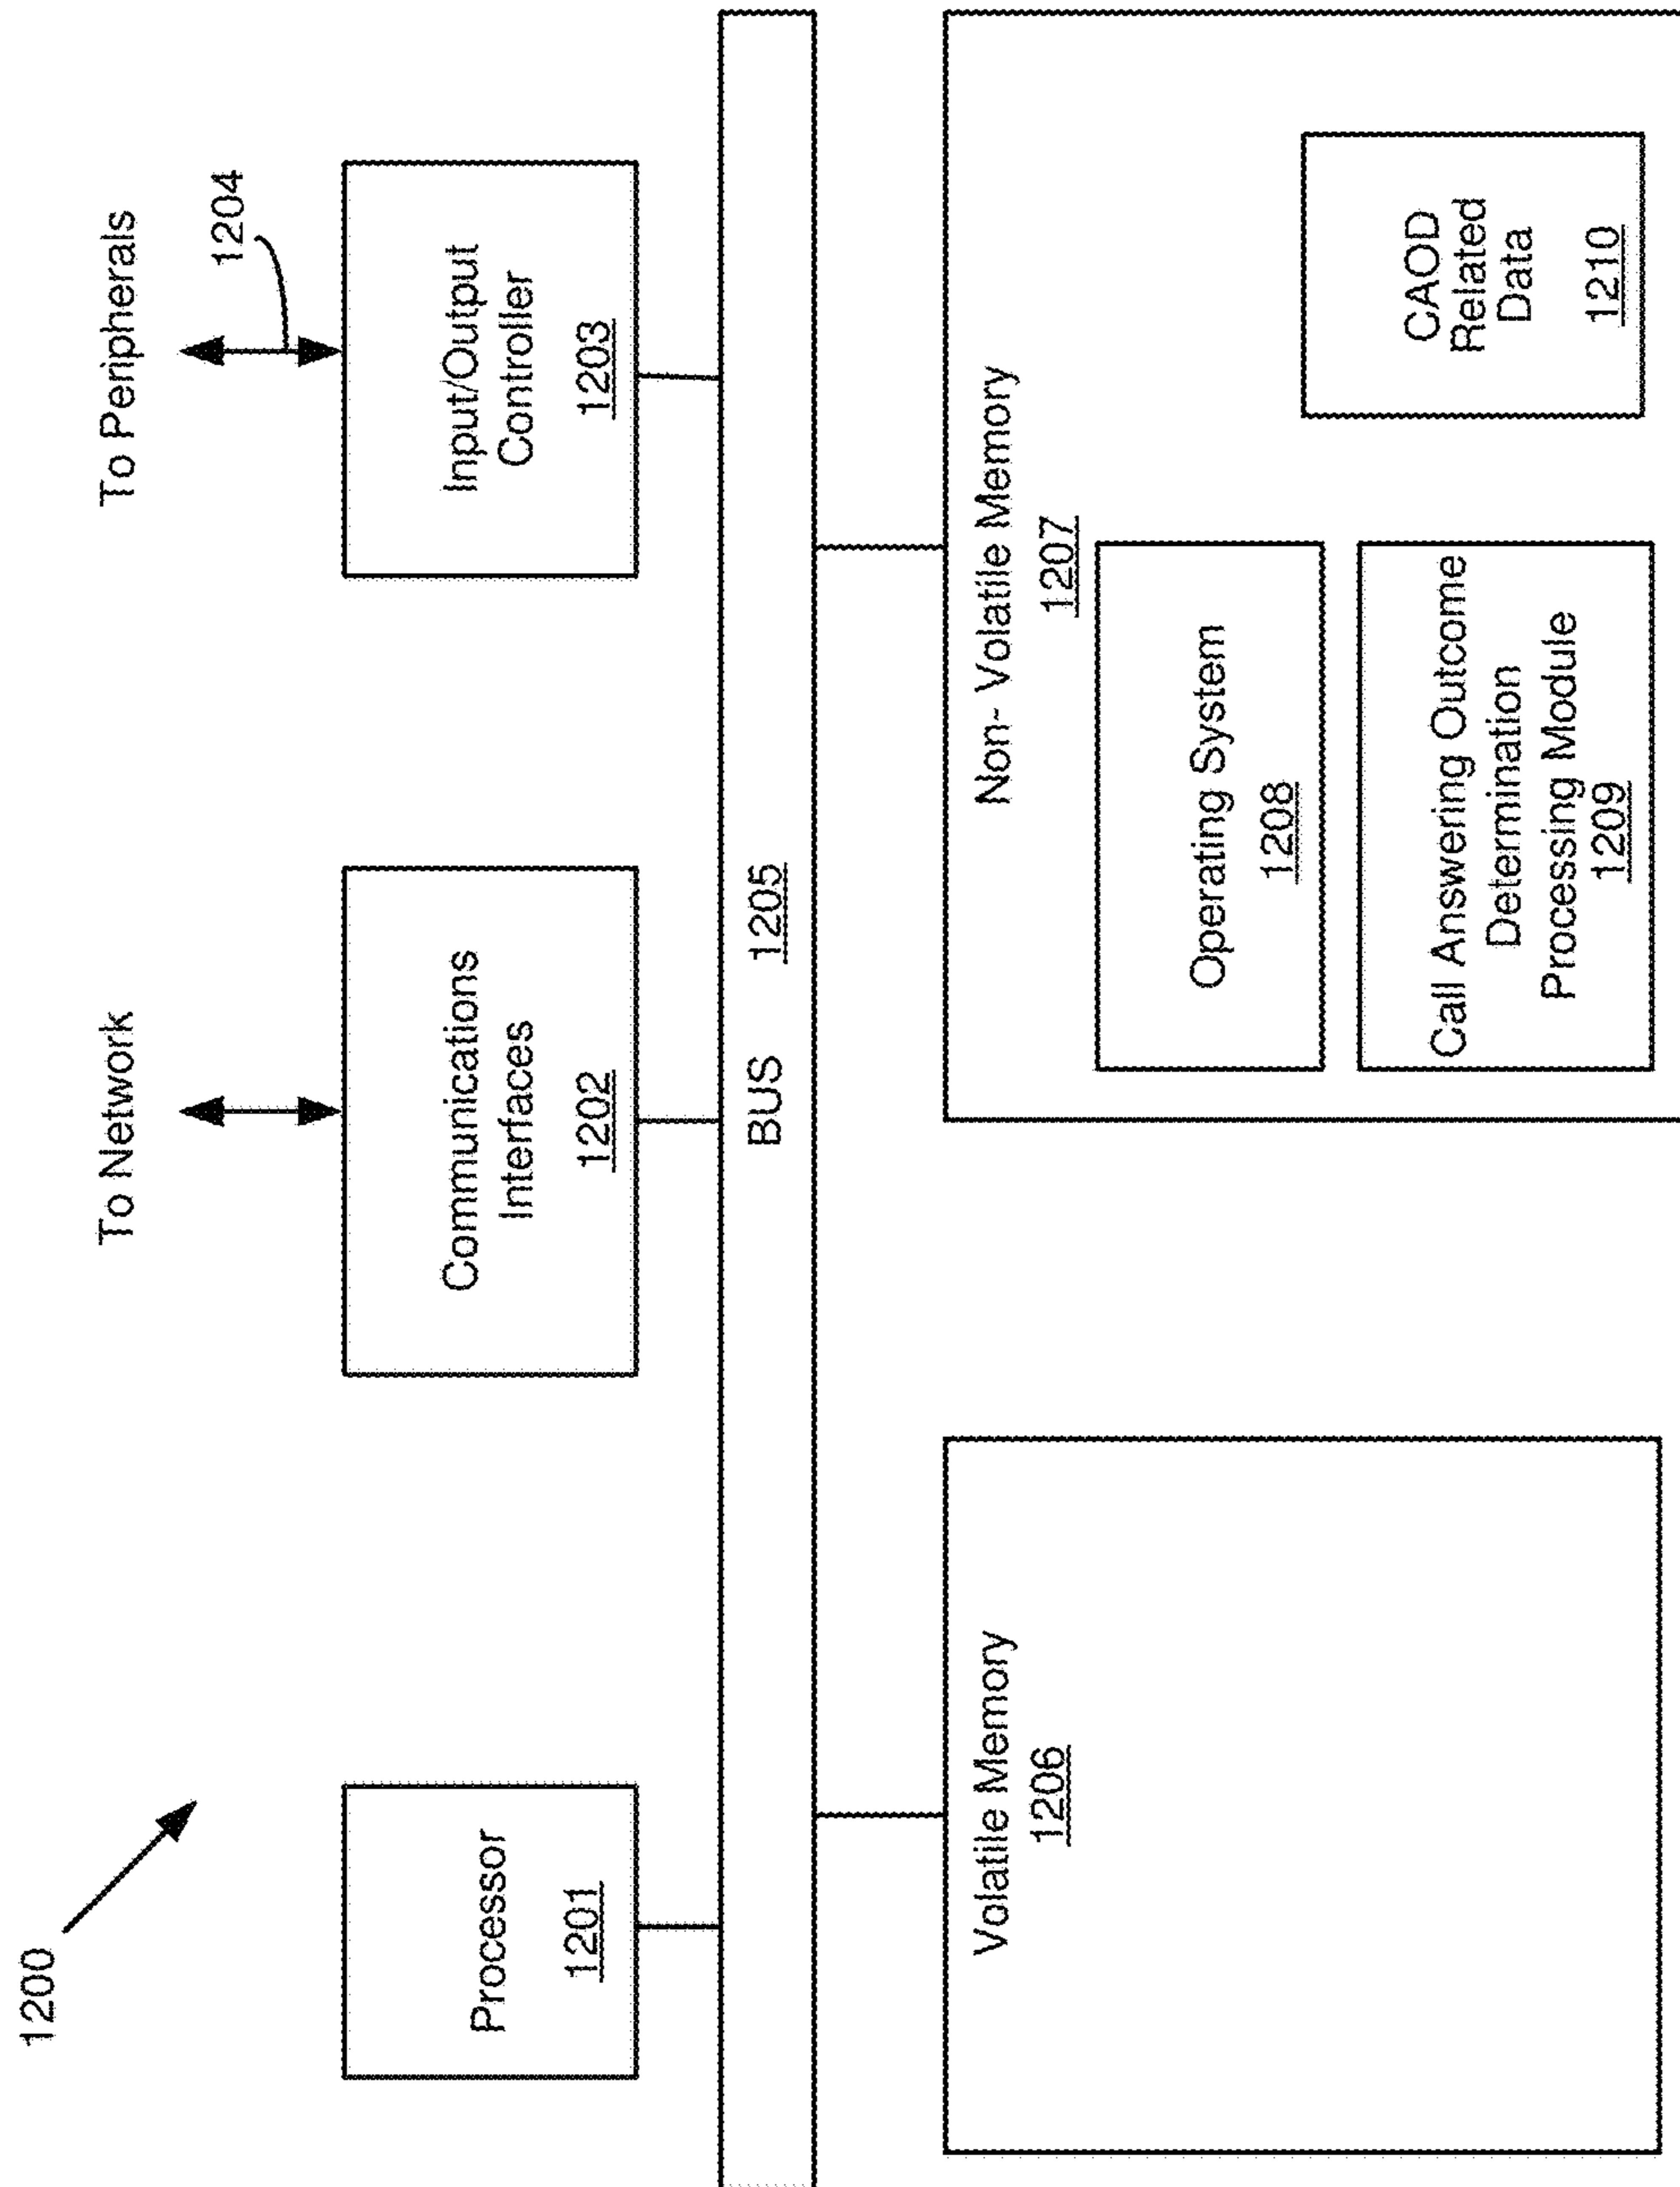 1200
To Network
To Peripherals
1204
Processor
1201
Communications
Interfaces
1202
Input/Output
Controller
1203
BUS 1205
Volatile Memory
1206
Non- Volatile Memory
1207
Operating System
1208
Call Answering Outcome
Determination
Processing Module
1209
CAOD
Related
Data
1210